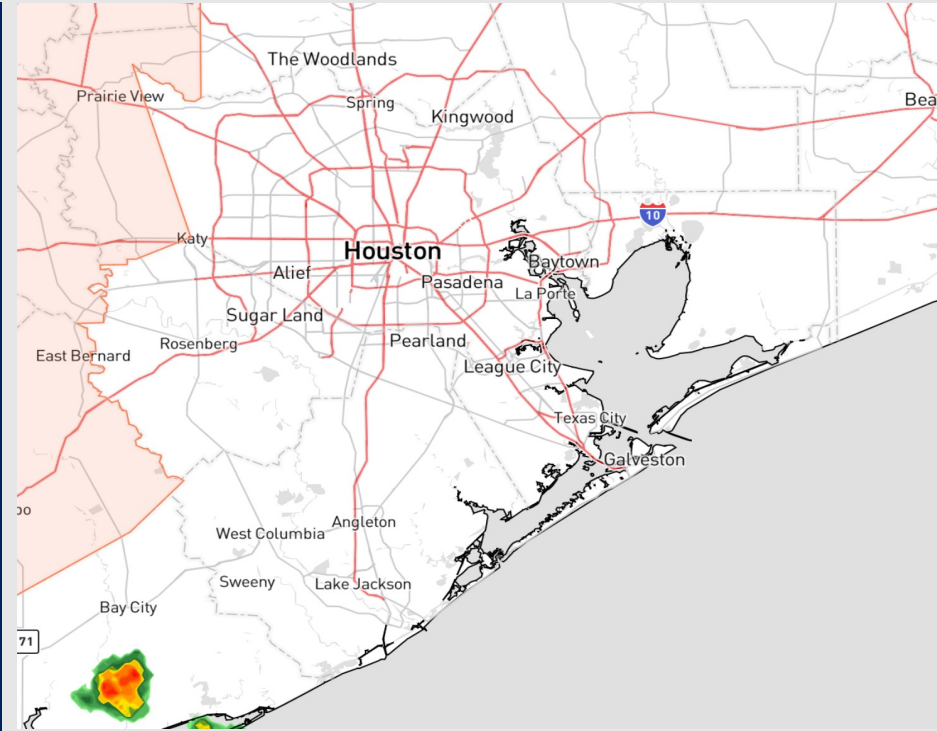 The Woodlands
Prairie View
Spring
Kingwood
Bea
10
Katy
Houston
Alief
Baytown
Pasadena
La Porte
Sugar Land
Rosenberg
Pearland
East Bernard
League City
Texas City
Galveston
oo
Angleton
West Columbia
Sweeny
Lake Jackson
Bay City
71